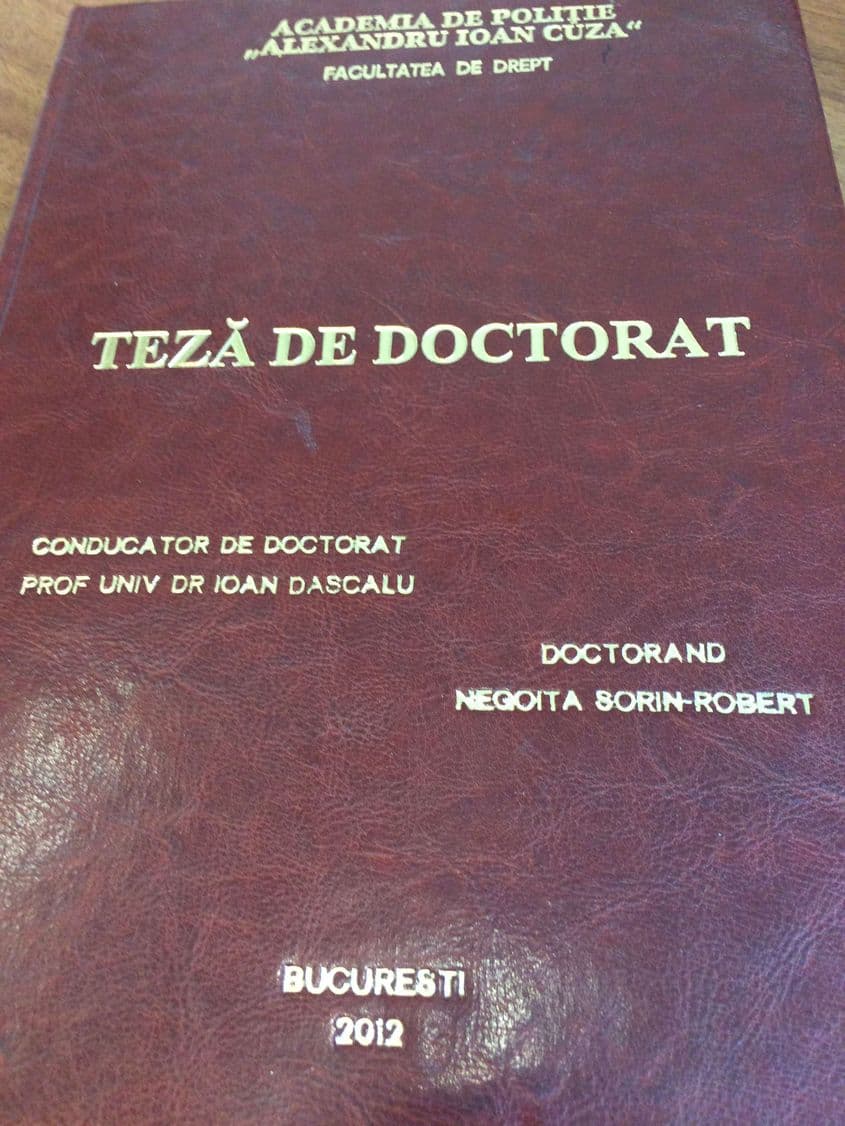 ACADEMIA DE POLIȚIE
„ALEXANDRU IOAN CUZA“
FACULTATEA DE DREPT
TEZĂ DE DOCTORAT
CONDUCATOR DE DOCTORAT
PROF UNIV DR IOAN DASCALU
DOCTORAND
NEGOITA SORIN-ROBERT
BUCURESTI
2012